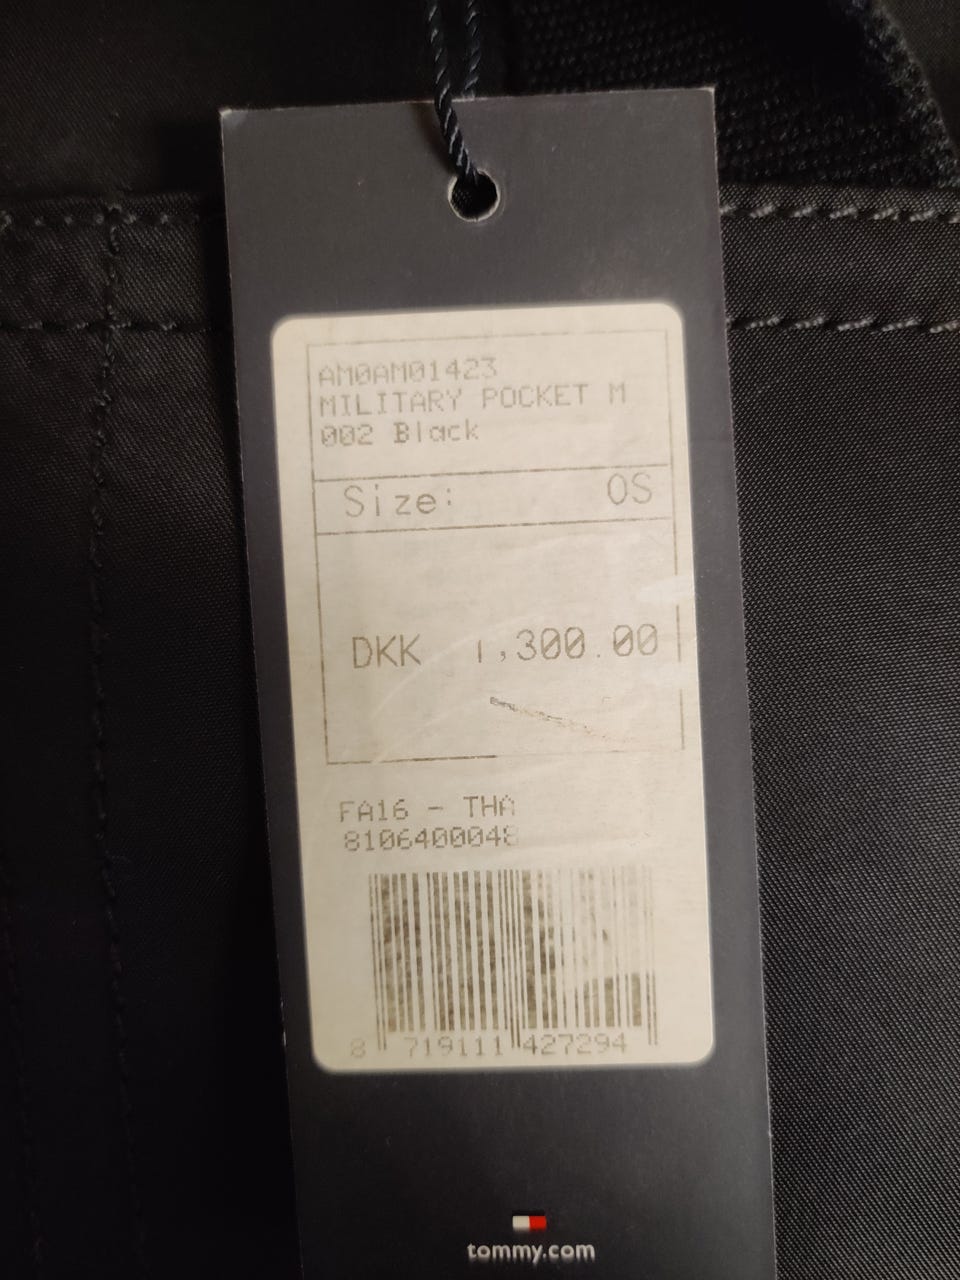 AM0AM01423
MILITARY POCKET M
002 Black
Size: OS
DKK 1,300.00
FA16 - THA
8106400048
8 719111 427294
tommy.com